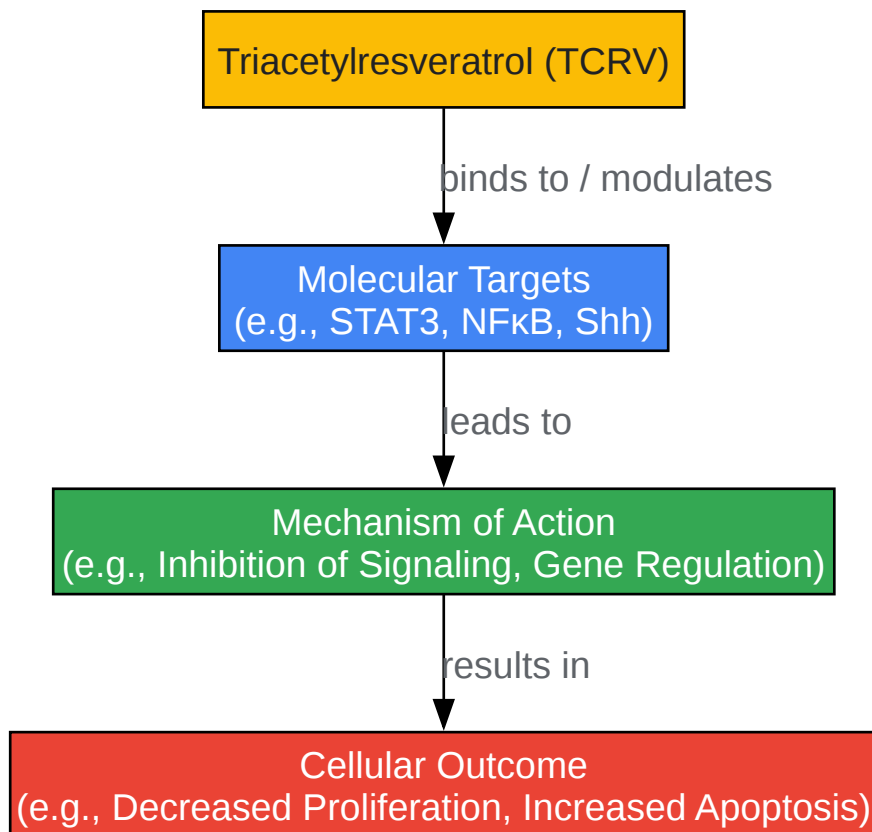 Triacetylresveratrol (TCRV)
binds to / modulates
Molecular Targets
(e.g., STAT3, NFκB, Shh)
leads to
Mechanism of Action
(e.g., Inhibition of Signaling, Gene Regulation)
results in
Cellular Outcome
(e.g., Decreased Proliferation, Increased Apoptosis)